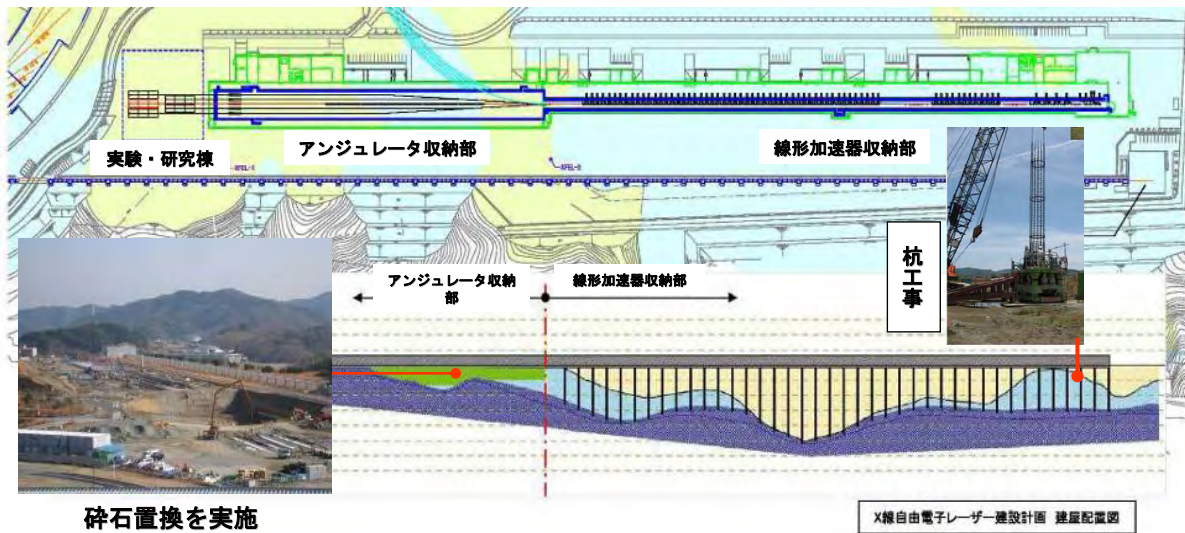 実験・研究棟
アンジュレータ収納部
線形加速器収納部
アンジュレータ収納
部
線形加速器収納部
杭工事
砕石置換を実施
X線自由電子レーザー建設計画 建屋配置図